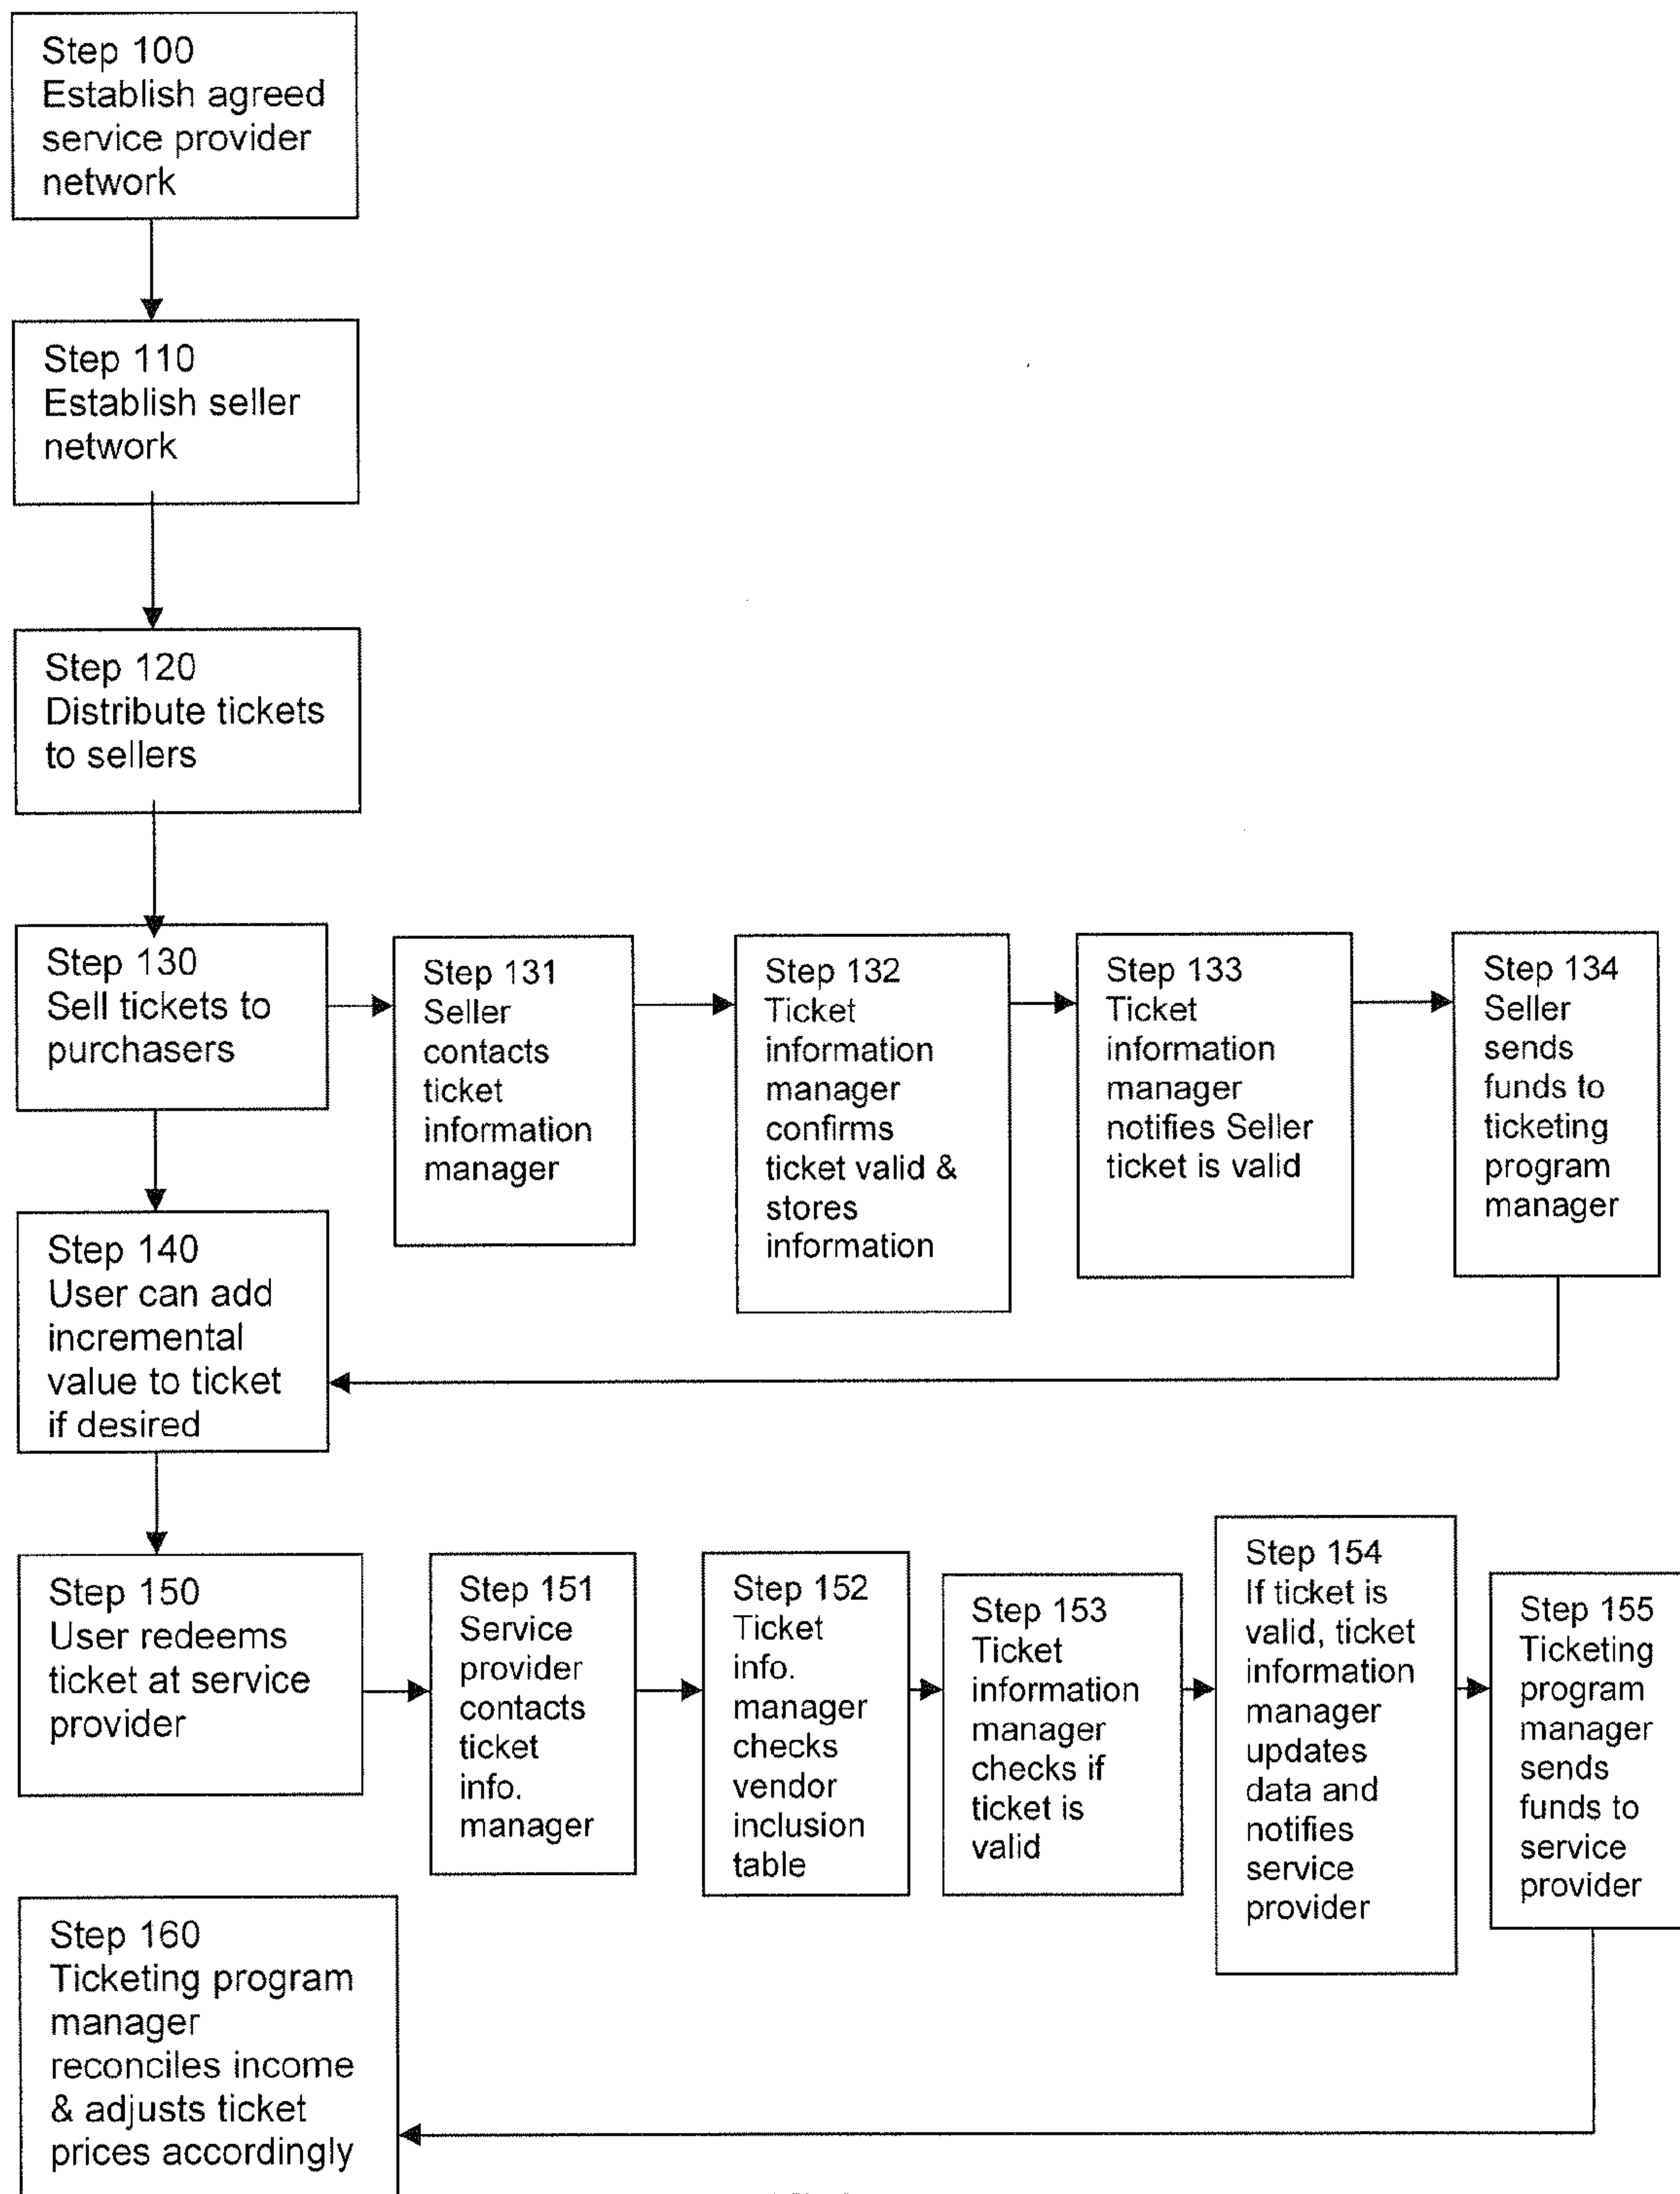 Step 100
Establish agreed
service provider
network
Step 110
Establish seller
network
Step 120
Distribute tickets
to sellers
Step 130
Sell tickets to
purchasers
Step 131
Seller
contacts
ticket
information
manager
Step 132
Ticket
information
manager
confirms
ticket valid &
stores
information
Step 133
Ticket
information
manager
notifies Seller
ticket is valid
Step 134
Seller
sends
funds to
ticketing
program
manager
Step 140
User can add
incremental
value to ticket
if desired
Step 150
User redeems
ticket at service
provider
Step 151
Service
provider
contacts
ticket
info.
manager
Step 152
Ticket
info.
manager
checks
vendor
inclusion
table
Step 153
Ticket
information
manager
checks if
ticket is
valid
Step 154
If ticket is
valid, ticket
information
manager
updates
data and
notifies
service
provider
Step 155
Ticketing
program
manager
sends
funds to
service
provider
Step 160
Ticketing program
manager
reconciles income
& adjusts ticket
prices accordingly